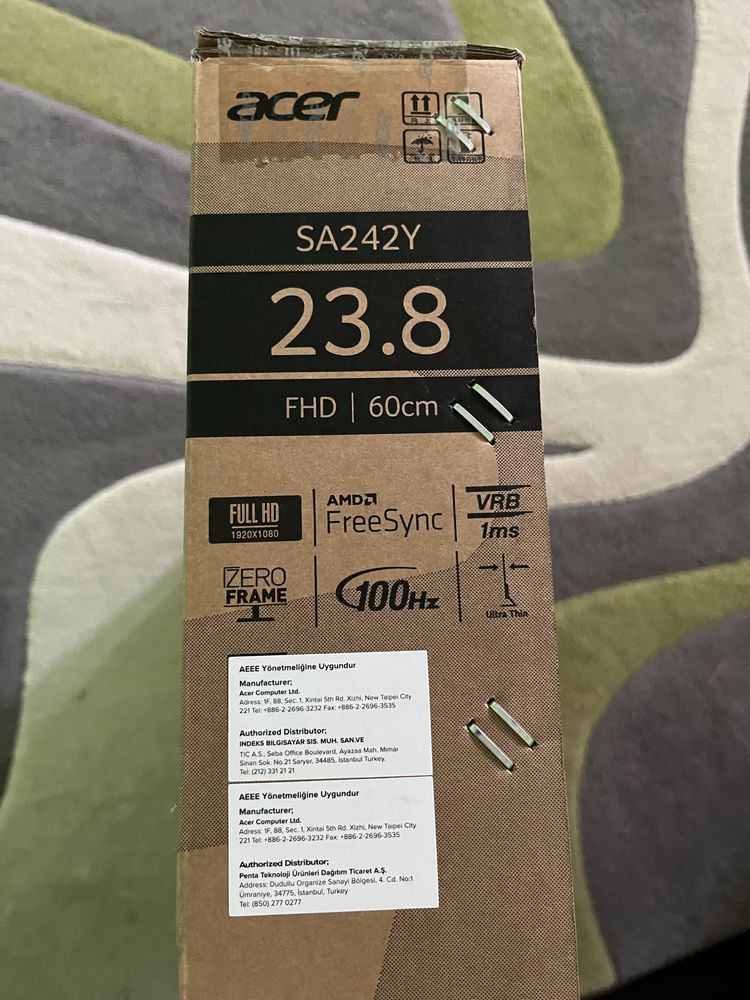 acer
SA242Y
23.8
FHD | 60cm
FULL HD
1920X1080
AMD
FreeSync
VRB
1ms
ZERO
FRAME
100Hz
Ultra Thin
AEEE Yönetmeliğine Uygundur
Manufacturer;
Acer Computer Ltd.
Adress: 1F, 88, Sec. 1, Xintai 5th Rd. Xizhi, New Taipei City
221 Tel: +886-2-2696-3232 Fax: +886-2-2696-3535
Authorized Distributor;
INDEKS BILGISAYAR SIS. MUH. SAN.VE
TIC A.S., Seba Office Boulevard, Ayazaa Mah. Mimar
Sinan Sok. No.21 Saryer, 34485, Istanbul Turkey.
Tel: (212) 331 21 21
AEEE Yönetmeliğine Uygundur
Manufacturer;
Acer Computer Ltd.
Adress: 1F, 88, Sec. 1, Xintai 5th Rd. Xizhi, New Taipei City
221 Tel: +886-2-2696-3232 Fax: +886-2-2696-3535
Authorized Distributor;
Penta Teknoloji Ürünleri Dağıtım Ticaret A.Ş.
Address: Dudullu Organize Sanayi Bölgesi, 4. Cd. No:1
Ümraniye, 34775, İstanbul, Turkey
Tel: (850) 277 0277